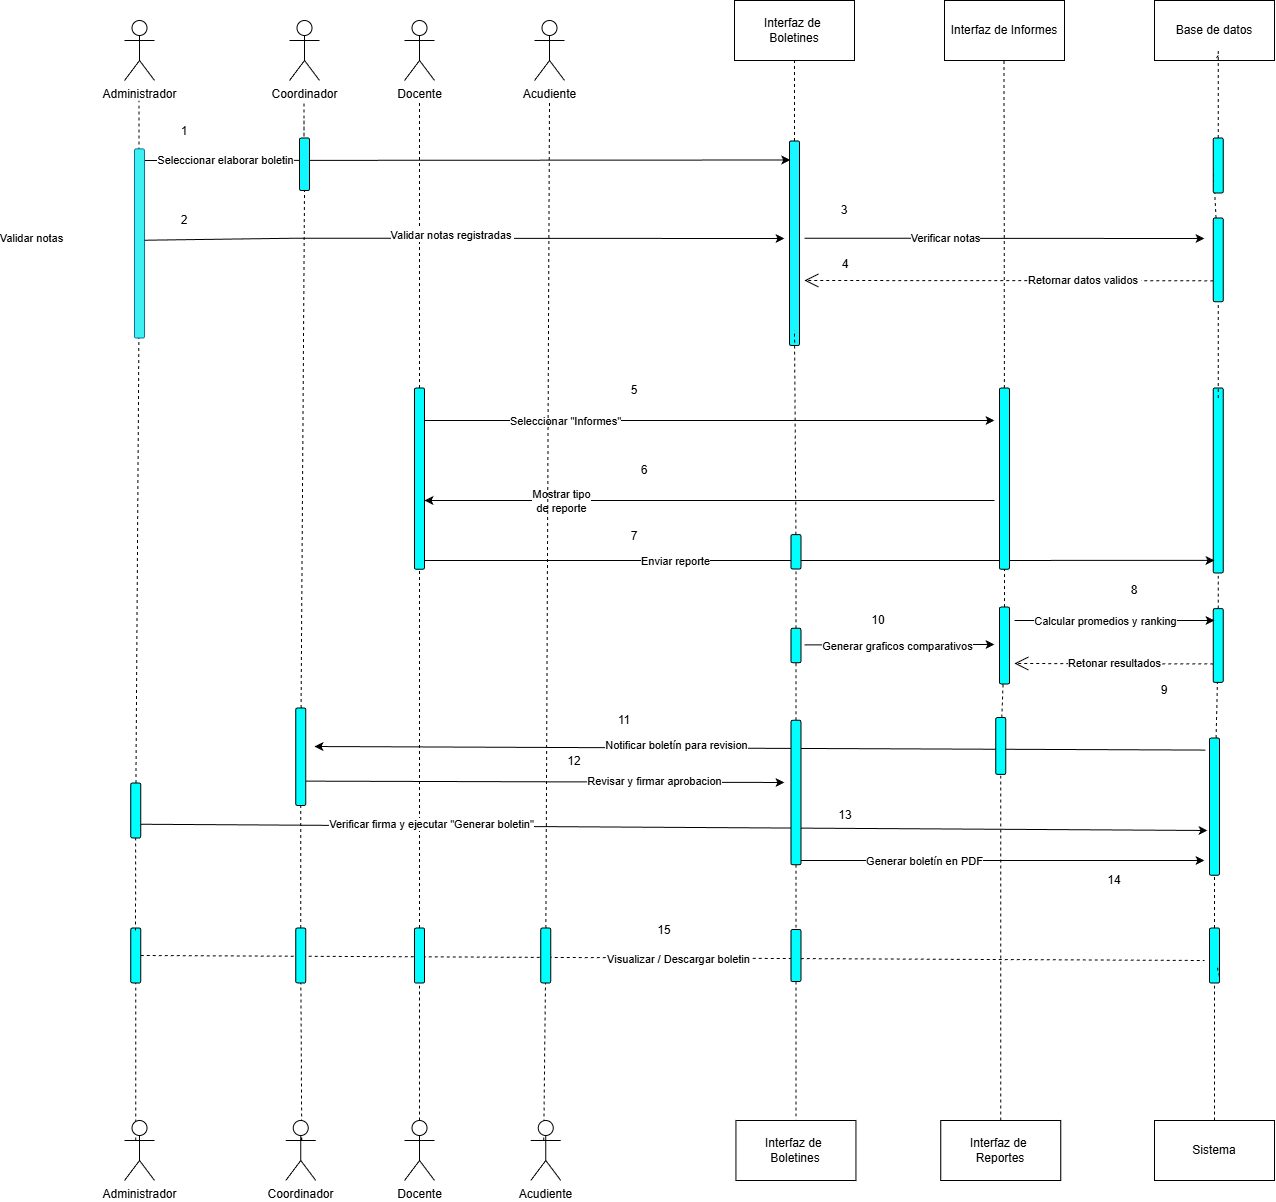 Interfaz de
Boletines
Interfaz de Informes
Base de datos
Administrador
Coordinador
Docente
Acudiente
1
Seleccionar elaborar boletin
2
3
Validar notas
Validar notas registradas
Verificar notas
4
Retornar datos validos
5
Seleccionar "Informes"
6
Mostrar tipo
de reporte
7
Enviar reporte
8
10
Calcular promedios y ranking
Generar graficos comparativos
Retonar resultados
9
11
Notificar boletín para revision
12
Revisar y firmar aprobacion
13
Verificar firma y ejecutar "Generar boletin"
Generar boletín en PDF
14
15
Visualizar / Descargar boletin
Interfaz de
Boletines
Interfaz de
Reportes
Sistema
Administrador
Coordinador
Docente
Acudiente